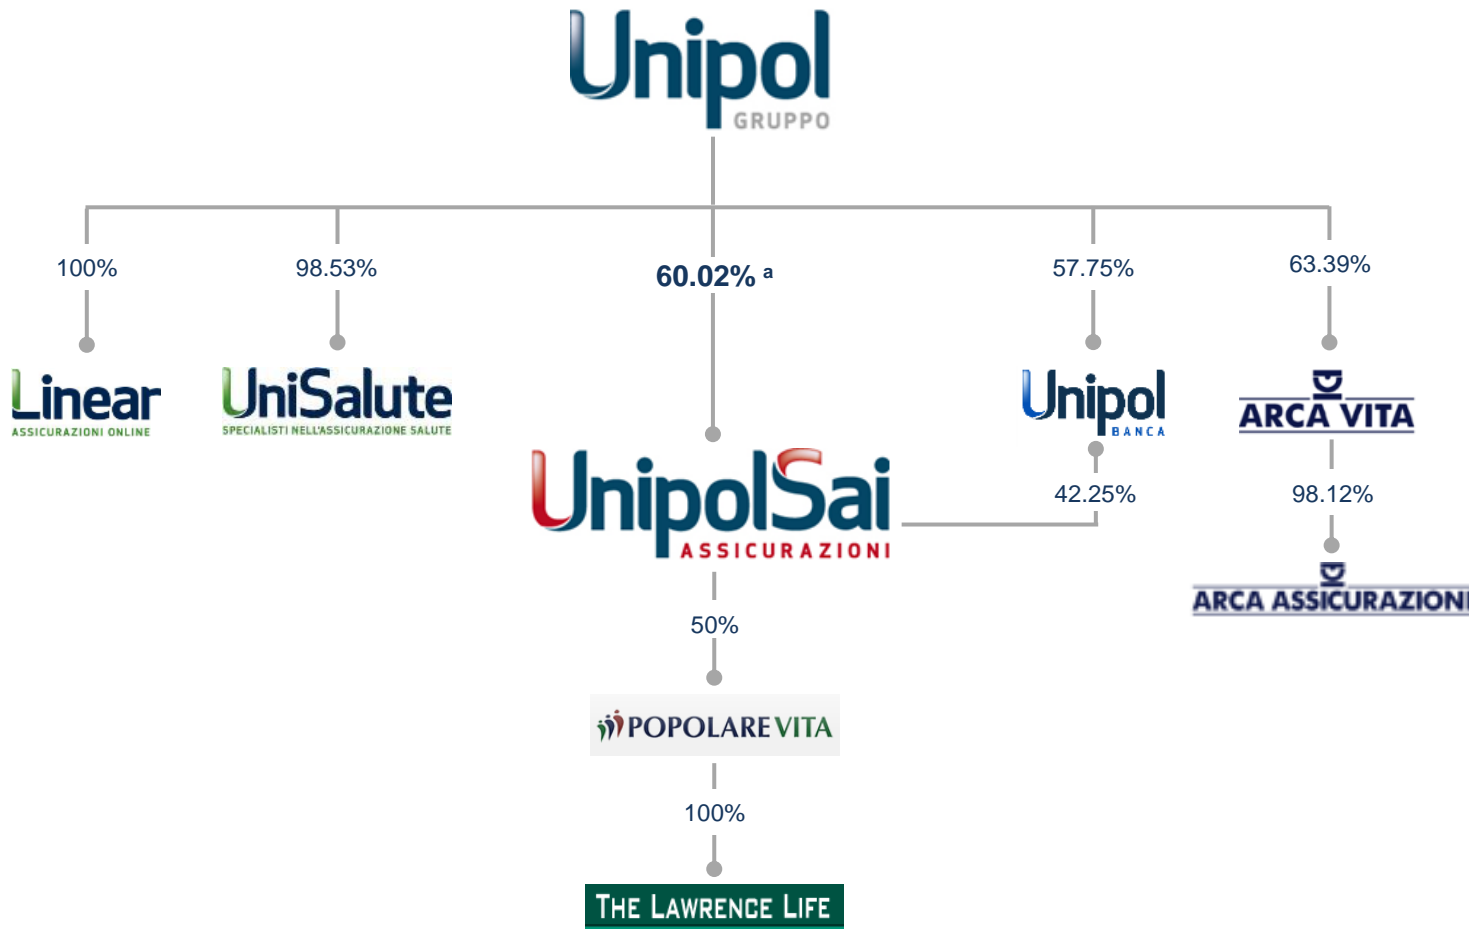 Unipol
GRUPPO
100%
98.53%
60.02% a
57.75%
63.39%
Linear
ASSICURAZIONI ONLINE
UniSalute
SPECIALISTI NELL'ASSICURAZIONE SALUTE
Unipol
BANCA
ARCA VITA
UnipolSai
ASSICURAZIONI
42.25%
98.12%
ARCA ASSICURAZIONI
50%
POPOLARE VITA
100%
THE LAWRENCE LIFE